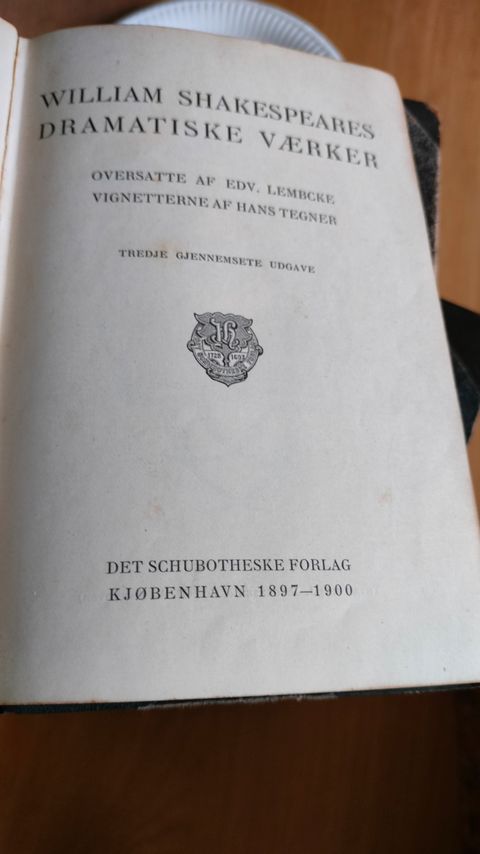 WILLIAM SHAKESPEARES
DRAMATISKE VÆRKER
OVERSATTE AF EDV. LEMBCKE
VIGNETTERNE AF HANS TEGNER
TREDJE GJENNEMSETE UDGAVE
1728
DET SCHUBOTHESKE FORLAG
KJØBENHAVN 1897—1900